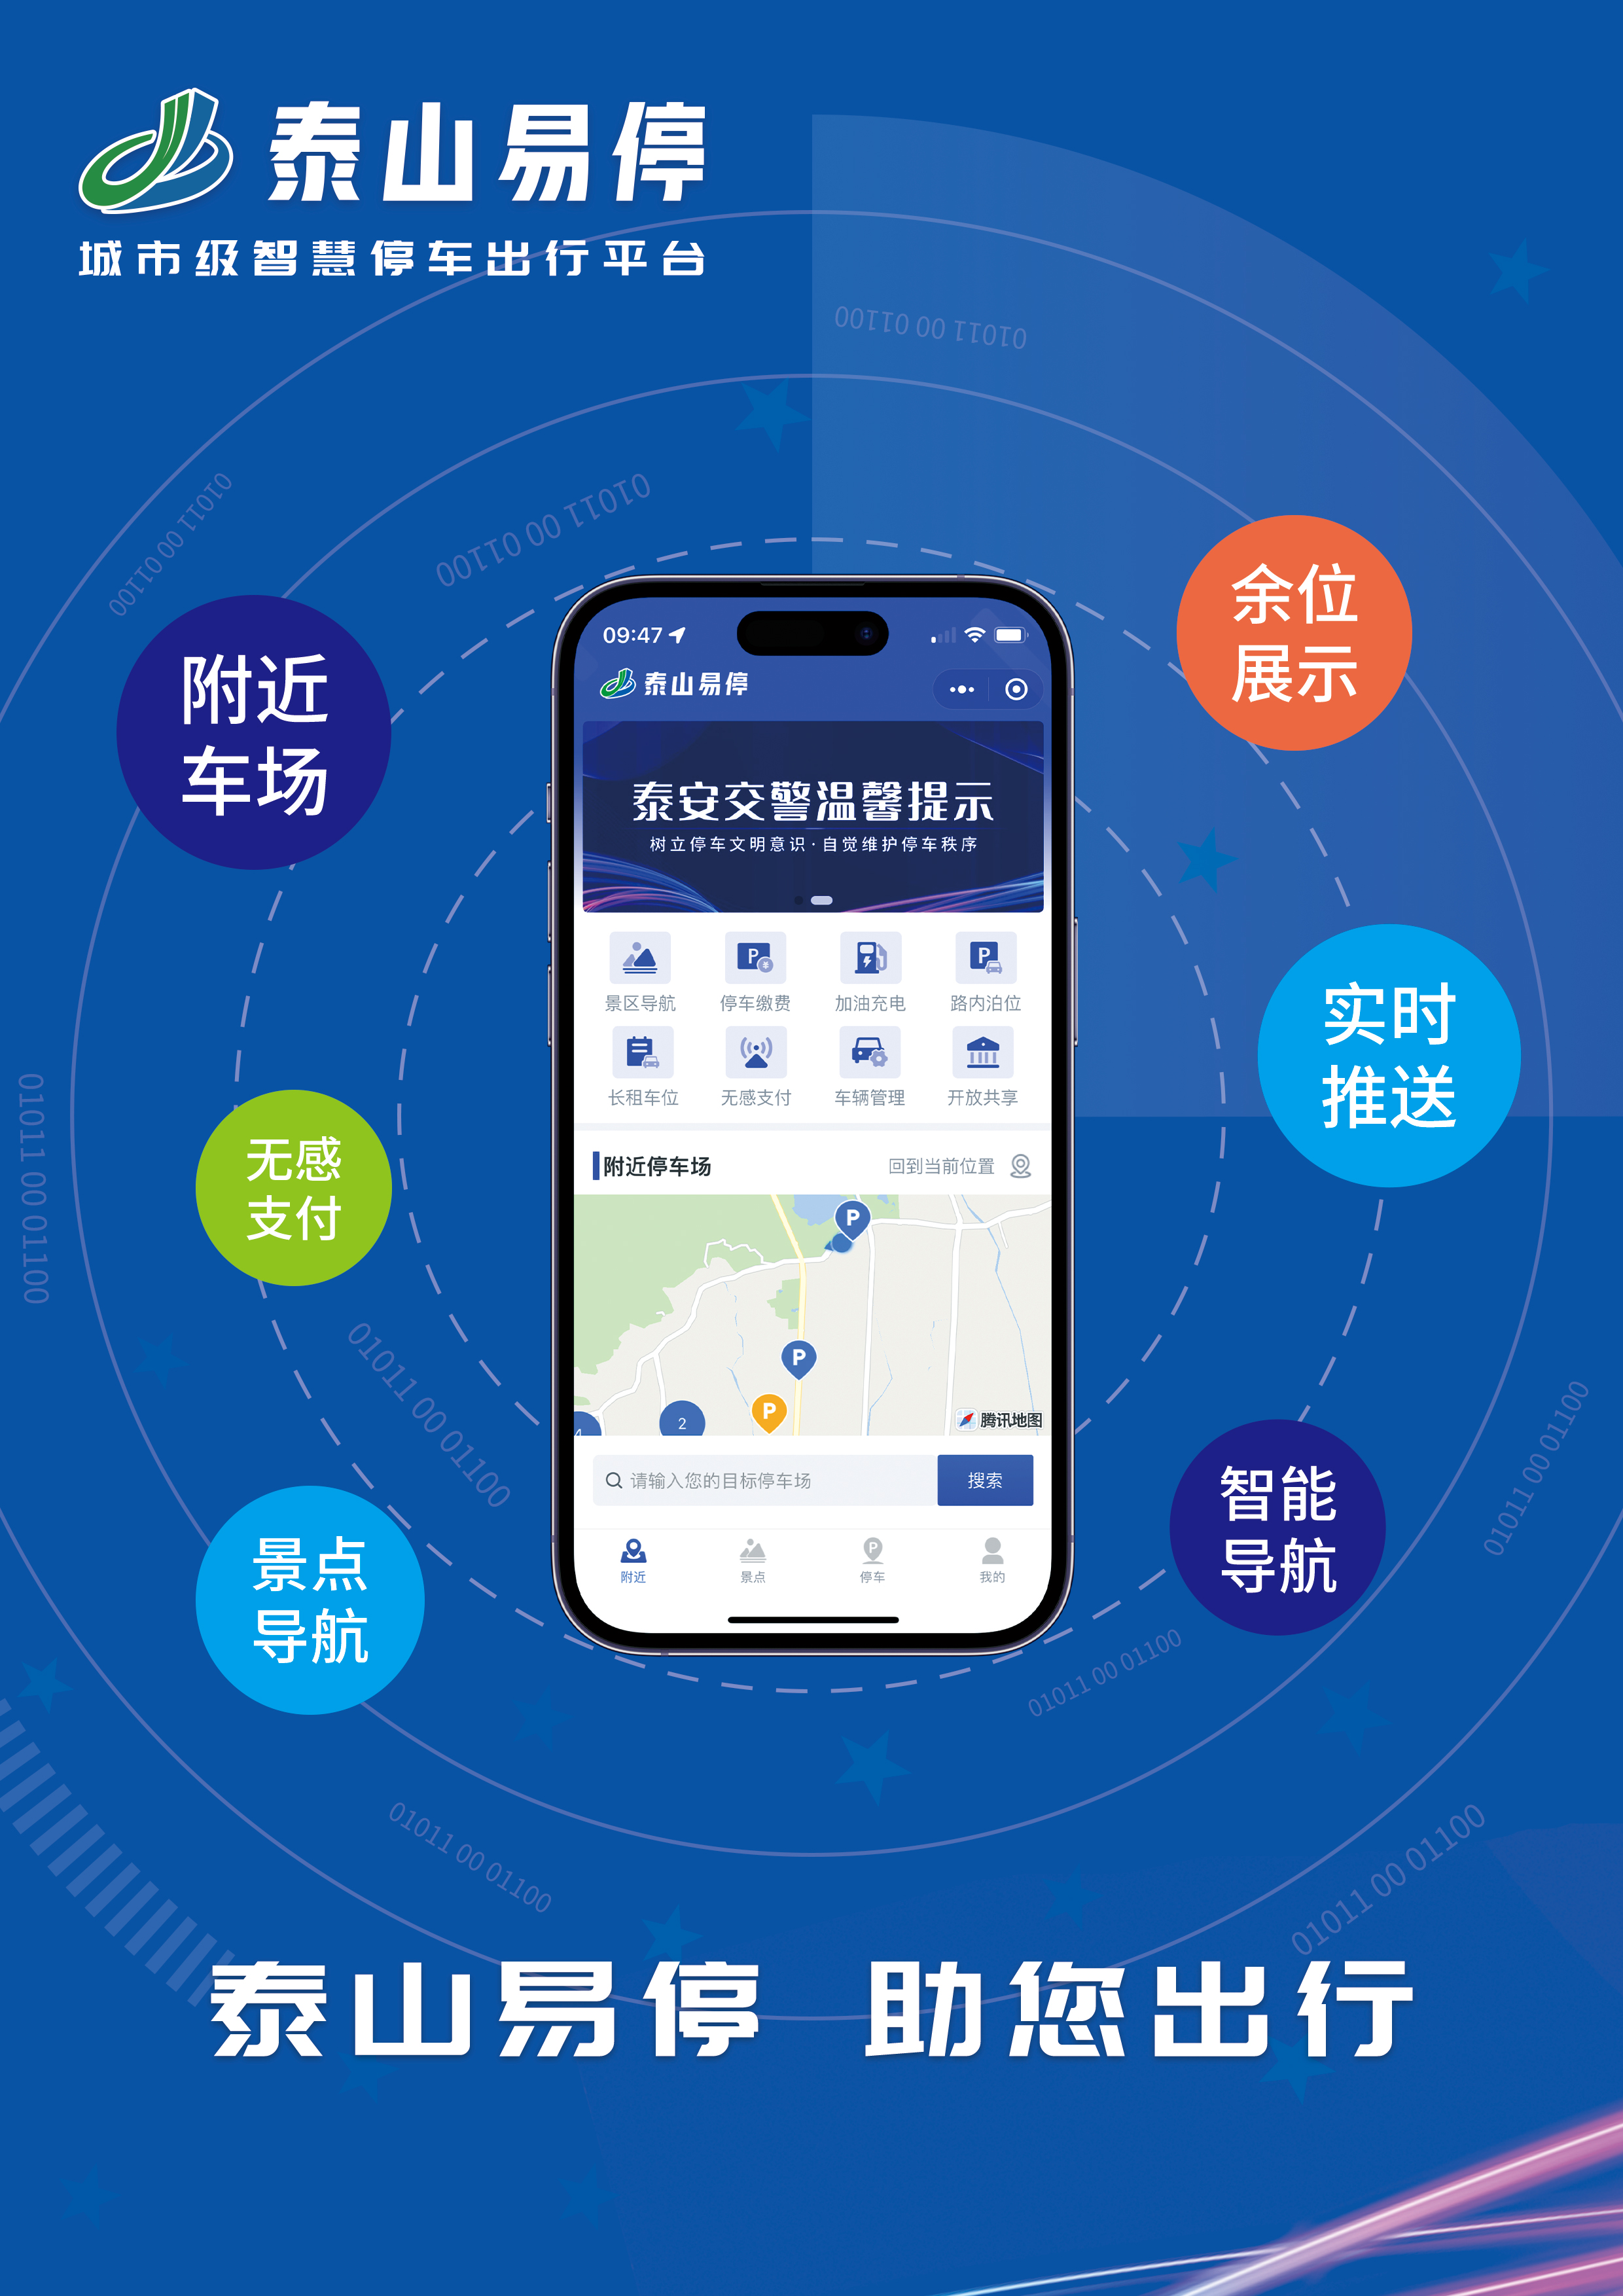 泰山易停
城市级智慧停车出行平台
01011 00 01100
01011 00 01100
01011 00 01100
附近
车场
余位
展示
实时
推送
无感
支付
01011 00 01100
01011 00 01100
景点
导航
智能
导航
01011 00 01100
01011 00 01100
01011 00 01100
01011 00 01100
09:47
泰山易停
泰安交警温馨提示
树立停车文明意识·自觉维护停车秩序
P P
景区导航 停车缴费 加油充电 路内泊位
长租车位 无感支付 车辆管理 开放共享
附近停车场 回到当前位置
P
P
P
2
4
腾讯地图
请输入您的目标停车场 搜索
P
附近 景点 停车 我的
泰山易停 助您出行